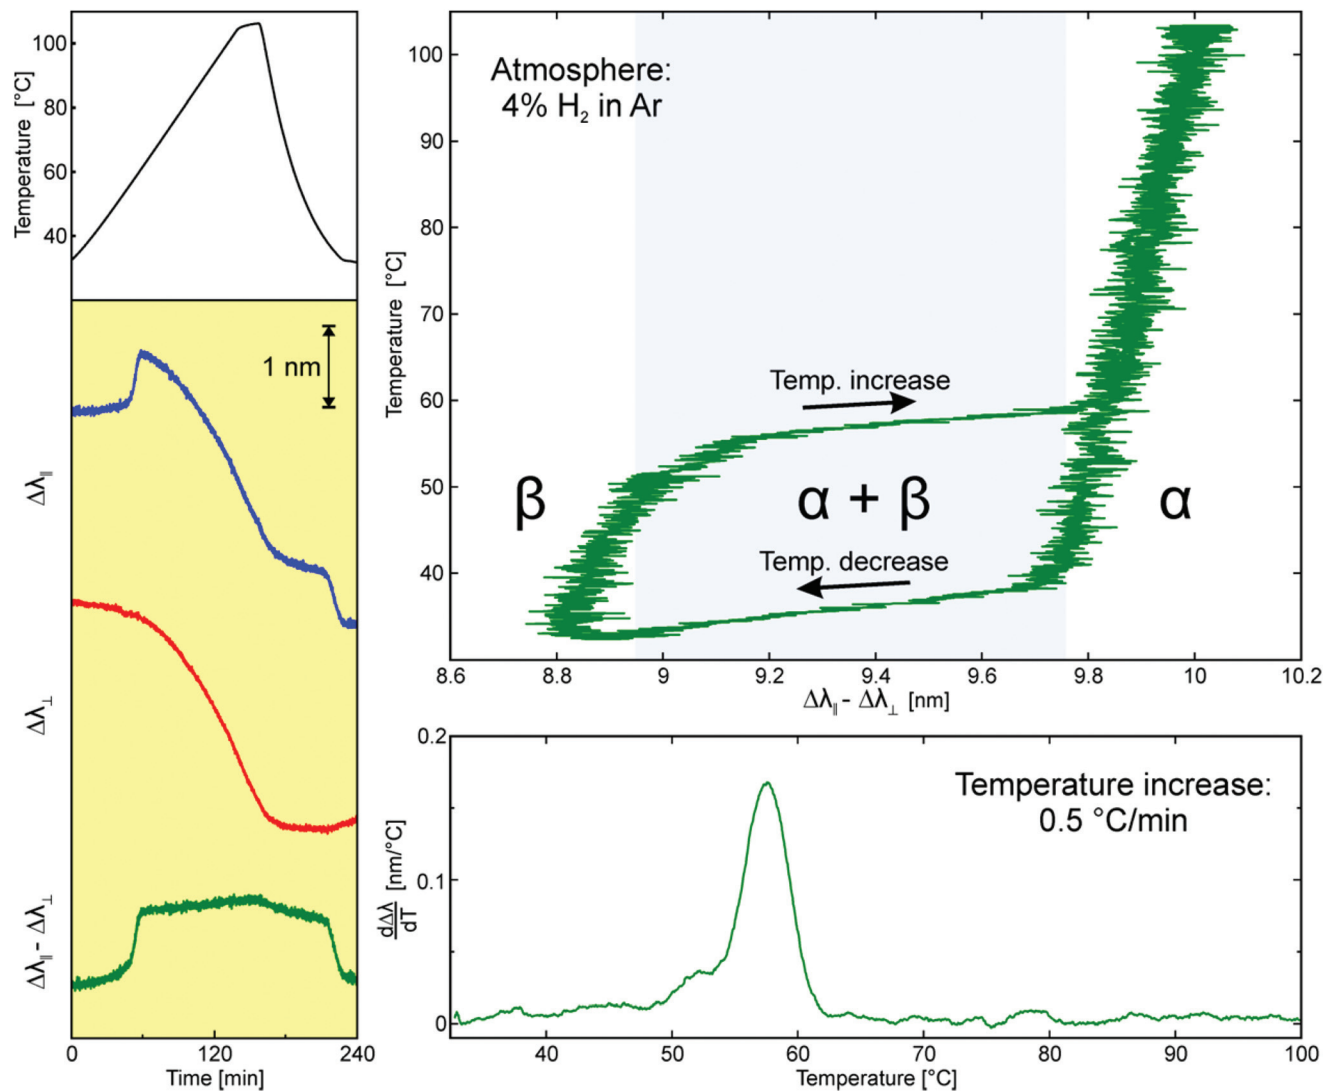 Temperature [°C]
100
80
60
40
1 nm
Δλ∥
Δλ⊥
Δλ∥ - Δλ⊥
0
120
240
Time [min]
Atmosphere:
4% H₂ in Ar
Temperature [°C]
100
90
80
70
60
50
40
Temp. increase
β
α + β
α
Temp. decrease
8.6
8.8
9
9.2
9.4
9.6
9.8
10
10.2
Δλ∥ - Δλ⊥ [nm]
Temperature increase:
0.5 °C/min
dΔλ
dT
[nm/°C]
0.2
0.1
0
40
50
60
70
80
90
100
Temperature [°C]